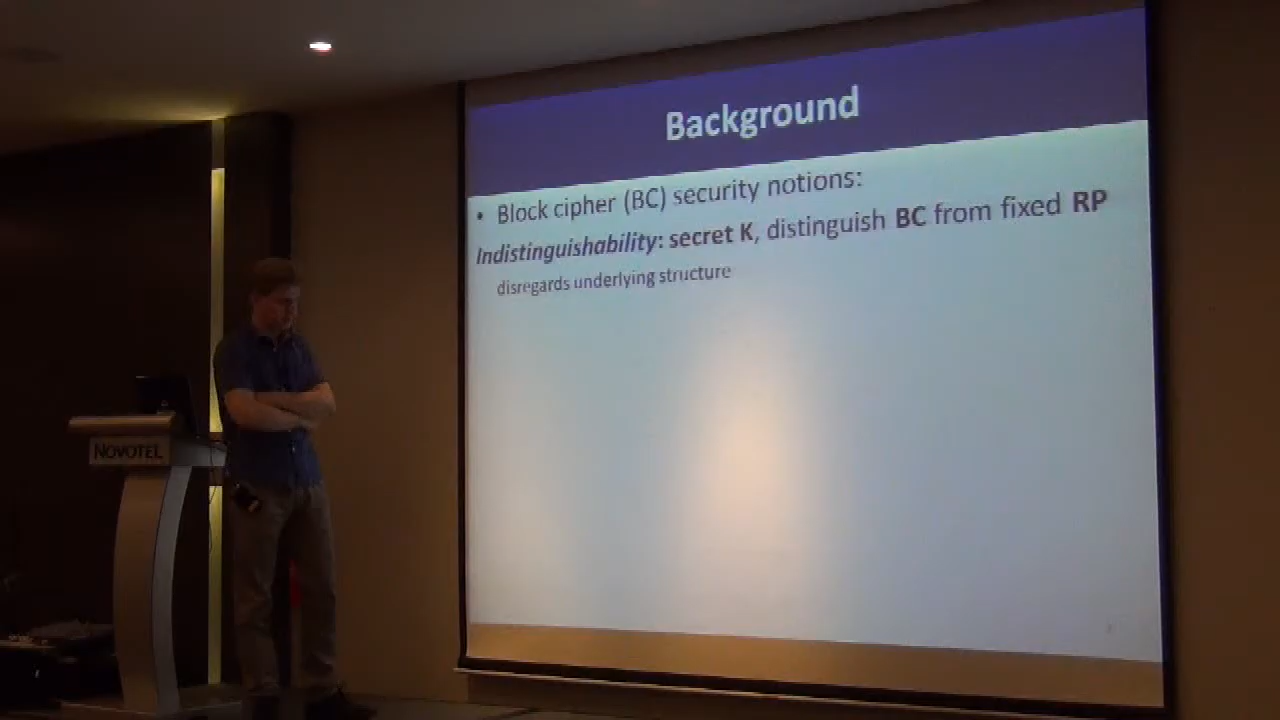 Background
• Block cipher (BC) security notions:
Indistinguishability: secret K, distinguish BC from fixed RP
disregards underlying structure
NOVOTEL